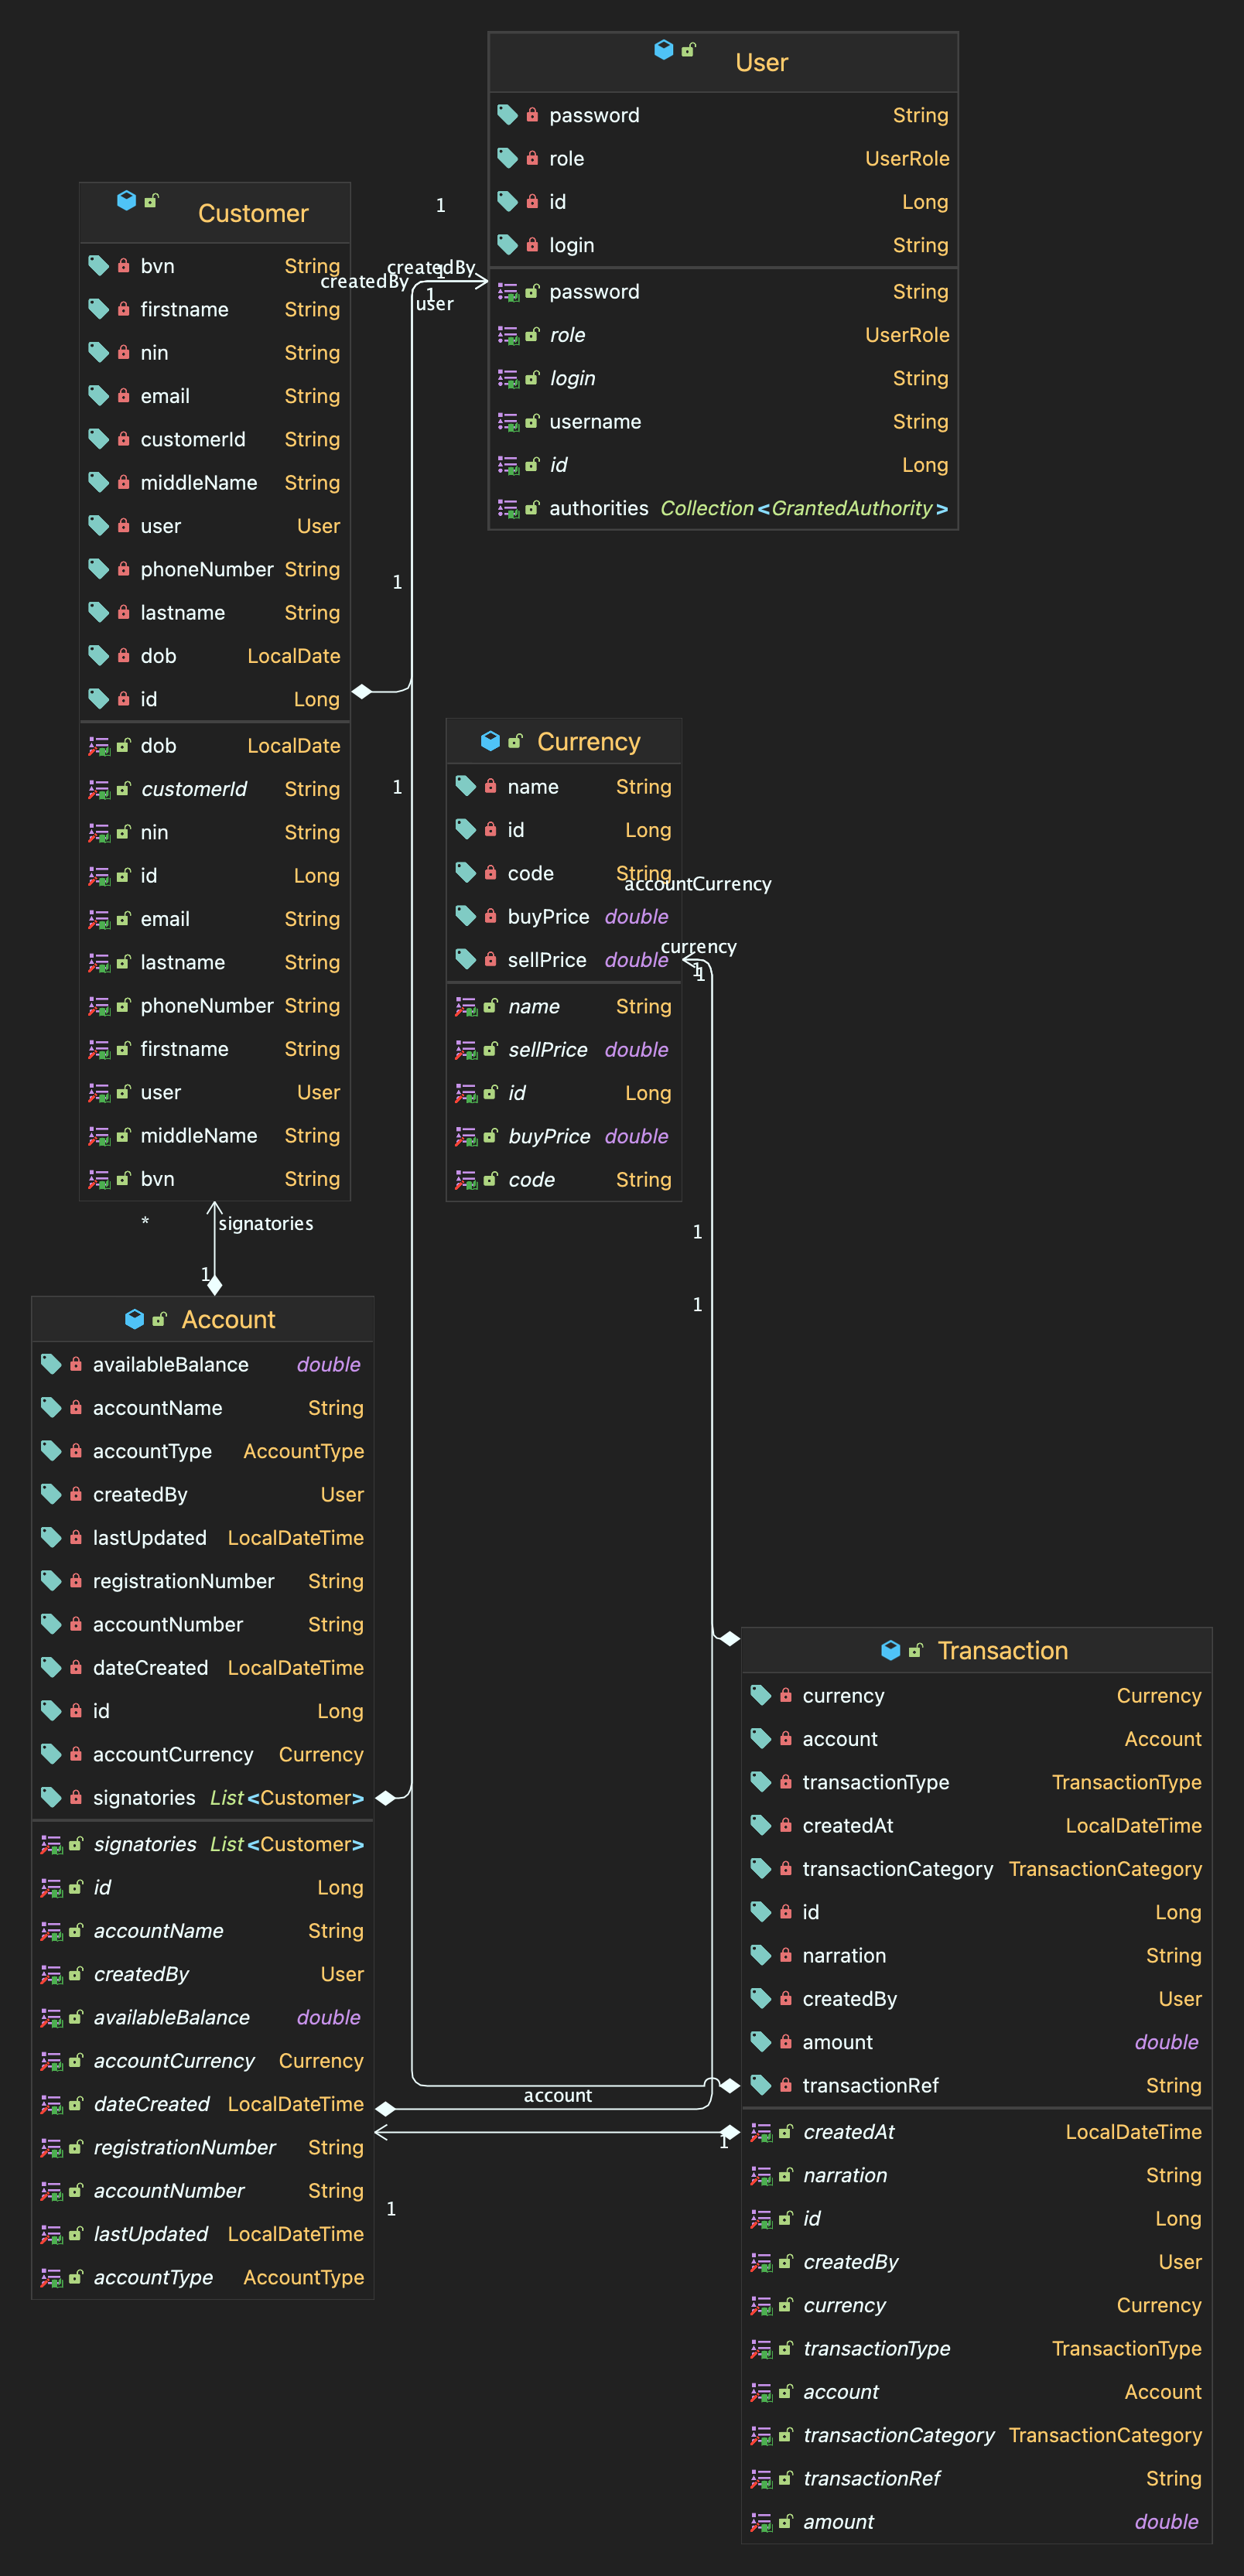 User
password String
role UserRole
id Long
login String
password String
role UserRole
login String
username String
id Long
authorities Collection<GrantedAuthority>
Customer
bvn String
firstname String
nin String
email String
customerId String
middleName String
user User
phoneNumber String
lastname String
dob LocalDate
id Long
dob LocalDate
customerId String
nin String
id Long
email String
lastname String
phoneNumber String
firstname String
user User
middleName String
bvn String
1
createdBy
1
createdBy
1
user
1
1
Currency
name String
id Long
code String
buyPrice double
sellPrice double
name String
sellPrice double
id Long
buyPrice double
code String
accountCurrency
currency
1
1
1
1
* signatories
1
Account
availableBalance double
accountName String
accountType AccountType
createdBy User
lastUpdated LocalDateTime
registrationNumber String
accountNumber String
dateCreated LocalDateTime
id Long
accountCurrency Currency
signatories List<Customer>
signatories List<Customer>
id Long
accountName String
createdBy User
availableBalance double
accountCurrency Currency
dateCreated LocalDateTime
registrationNumber String
accountNumber String
lastUpdated LocalDateTime
accountType AccountType
account
1
1
Transaction
currency Currency
account Account
transactionType TransactionType
createdAt LocalDateTime
transactionCategory TransactionCategory
id Long
narration String
createdBy User
amount double
transactionRef String
createdAt LocalDateTime
narration String
id Long
createdBy User
currency Currency
transactionType TransactionType
account Account
transactionCategory TransactionCategory
transactionRef String
amount double